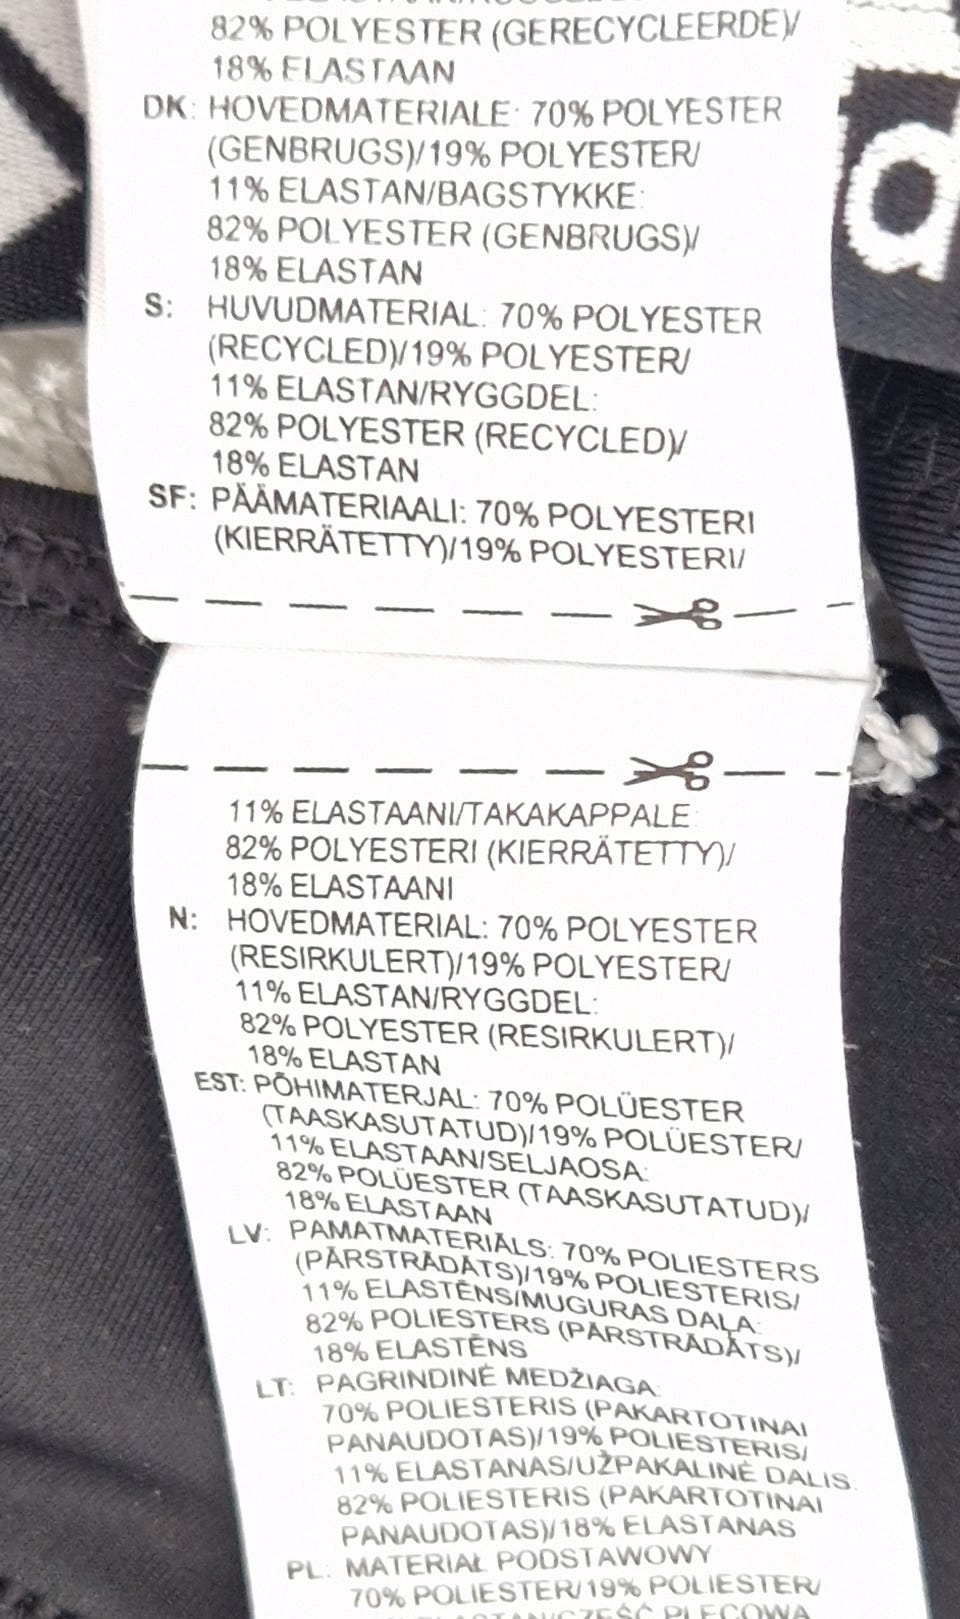 82% POLYESTER (GERECYCLEERDE)/
18% ELASTAAN
DK: HOVEDMATERIALE: 70% POLYESTER
(GENBRUGS)/19% POLYESTER/
11% ELASTAN/BAGSTYKKE:
82% POLYESTER (GENBRUGS)/
18% ELASTAN
S: HUVUDMATERIAL: 70% POLYESTER
(RECYCLED)/19% POLYESTER/
11% ELASTAN/RYGGDEL:
82% POLYESTER (RECYCLED)/
18% ELASTAN
SF: PÄÄMATERIAALI: 70% POLYESTERI
(KIERRÄTETTY)/19% POLYESTERI/
11% ELASTAANI/TAKAKAPPALE:
82% POLYESTERI (KIERRÄTETTY)/
18% ELASTAANI
N: HOVEDMATERIAL: 70% POLYESTER
(RESIRKULERT)/19% POLYESTER/
11% ELASTAN/RYGGDEL:
82% POLYESTER (RESIRKULERT)/
18% ELASTAN
EST: PÕHIMATERJAL: 70% POLÜESTER
(TAASKASUTATUD)/19% POLÜESTER/
11% ELASTAAN/SELJAOSA:
82% POLÜESTER (TAASKASUTATUD)/
18% ELASTAAN
LV: PAMATMATERIĀLS: 70% POLIESTERS
(PĀRSTRĀDĀTS)/19% POLIESTERIS/
11% ELASTĒNS/MUGURAS DAĻA:
82% POLIESTERS (PĀRSTRĀDĀTS)/
18% ELASTĒNS
LT: PAGRINDINĖ MEDŽIAGA:
70% POLIESTERIS (PAKARTOTINAI
PANAUDOTAS)/19% POLIESTERIS/
11% ELASTANAS/UŽPAKALINĖ DALIS:
82% POLIESTERIS (PAKARTOTINAI
PANAUDOTAS)/18% ELASTANAS
PL: MATERIAŁ PODSTAWOWY
70% POLIESTER/19% POLIESTER/
d